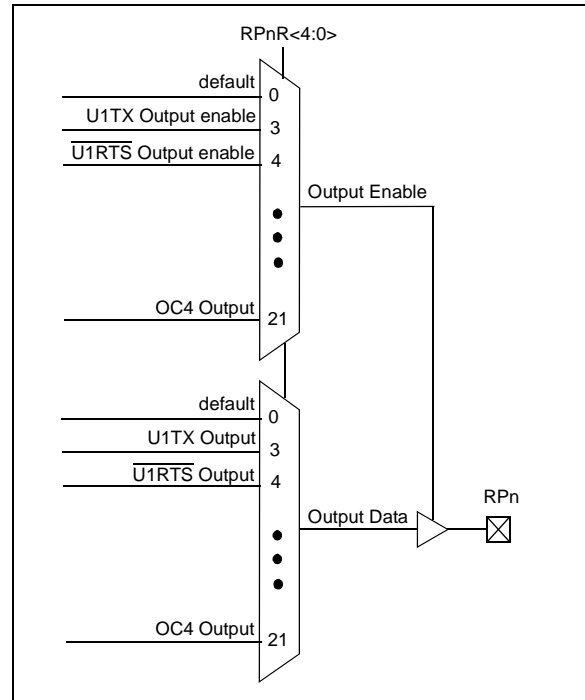 RPnR<4:0>
default
0
U1TX Output enable
3
U1RTS Output enable
4
Output Enable
OC4 Output
21
default
0
U1TX Output
3
U1RTS Output
4
RPn
Output Data
OC4 Output
21